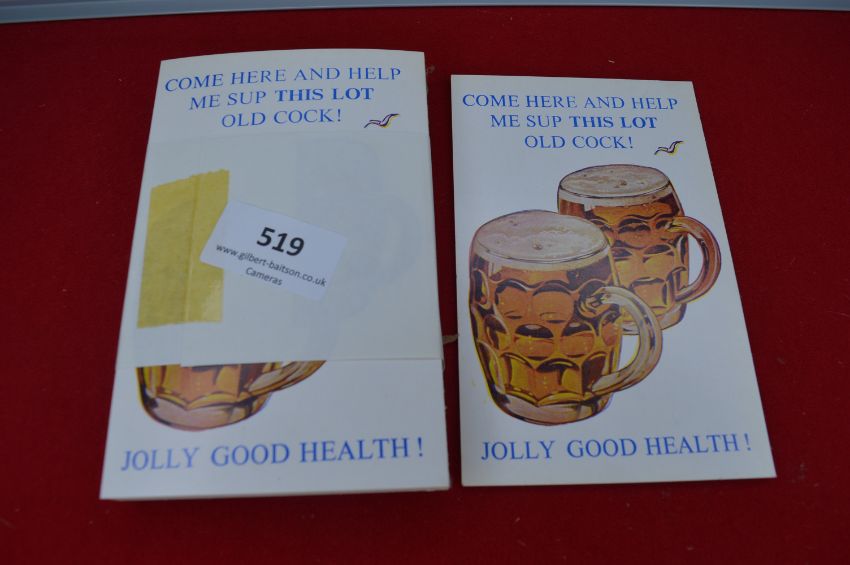 COME HERE AND HELP
ME SUP THIS LOT
OLD COCK!
519
www.gilbert-baitson.co.uk
Cameras
JOLLY GOOD HEALTH!
COME HERE AND HELP
ME SUP THIS LOT
OLD COCK!
JOLLY GOOD HEALTH!